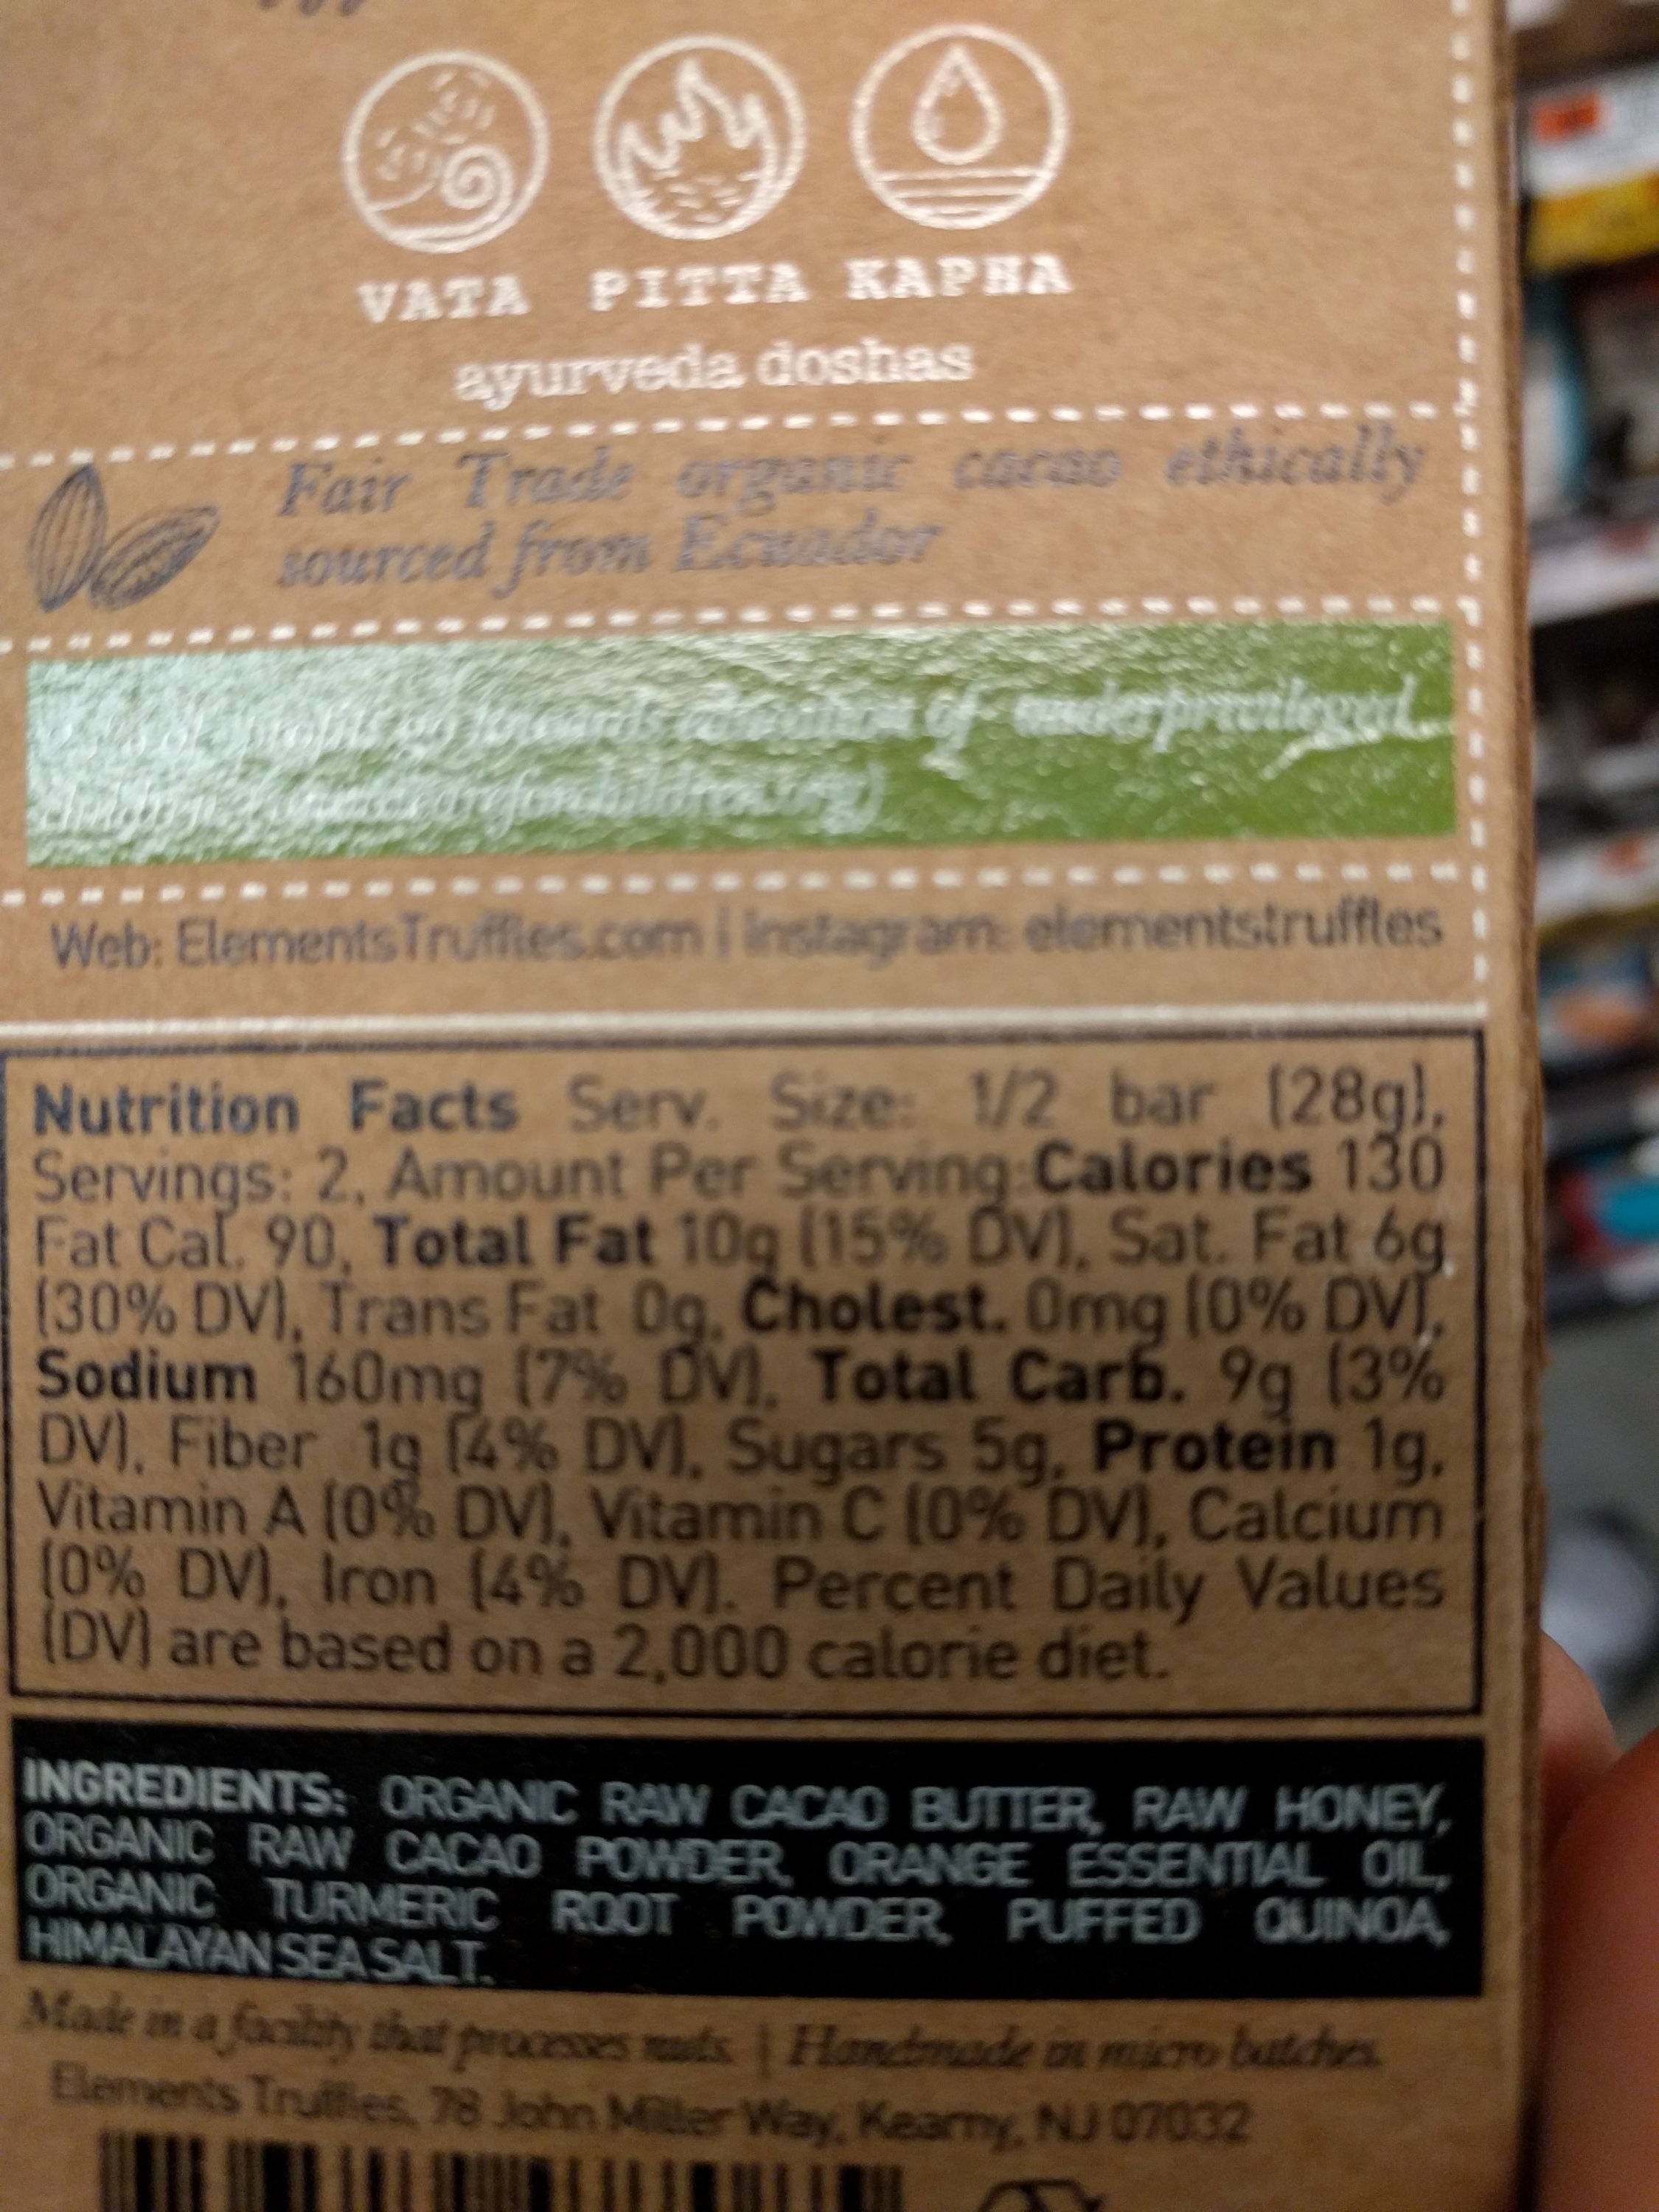 VATA PITTA KAPHA
ayurveda doshas
Fair Trade organic cacao ethically
sourced from Ecuador
of profits go towards education of underprivileged
Web: ElementsTruffles.com | Instagram: elementstruffles
Nutrition Facts Serv. Size: 1/2 bar (28g),
Servings: 2, Amount Per Serving:Calories 130
Fat Cal. 90, Total Fat 10g (15% DV), Sat. Fat 6g
(30% DV), Trans Fat 0g, Cholest. 0mg (0% DV),
Sodium 160mg (7% DV), Total Carb. 9g (3%
DV), Fiber 1g (4% DV), Sugars 5g, Protein 1g,
Vitamin A (0% DV), Vitamin C (0% DV), Calcium
(0% DV), Iron (4% DV). Percent Daily Values
(DV) are based on a 2,000 calorie diet.
INGREDIENTS: ORGANIC RAW CACAO BUTTER, RAW HONEY,
ORGANIC RAW CACAO POWDER, ORANGE ESSENTIAL OIL,
ORGANIC TURMERIC ROOT POWDER, PUFFED QUINOA,
HIMALAYAN SEA SALT.
Made in a facility that processes nuts. | Handmade in micro batches.
Elements Truffles, 78 John Miller Way, Kearny, NJ 07032